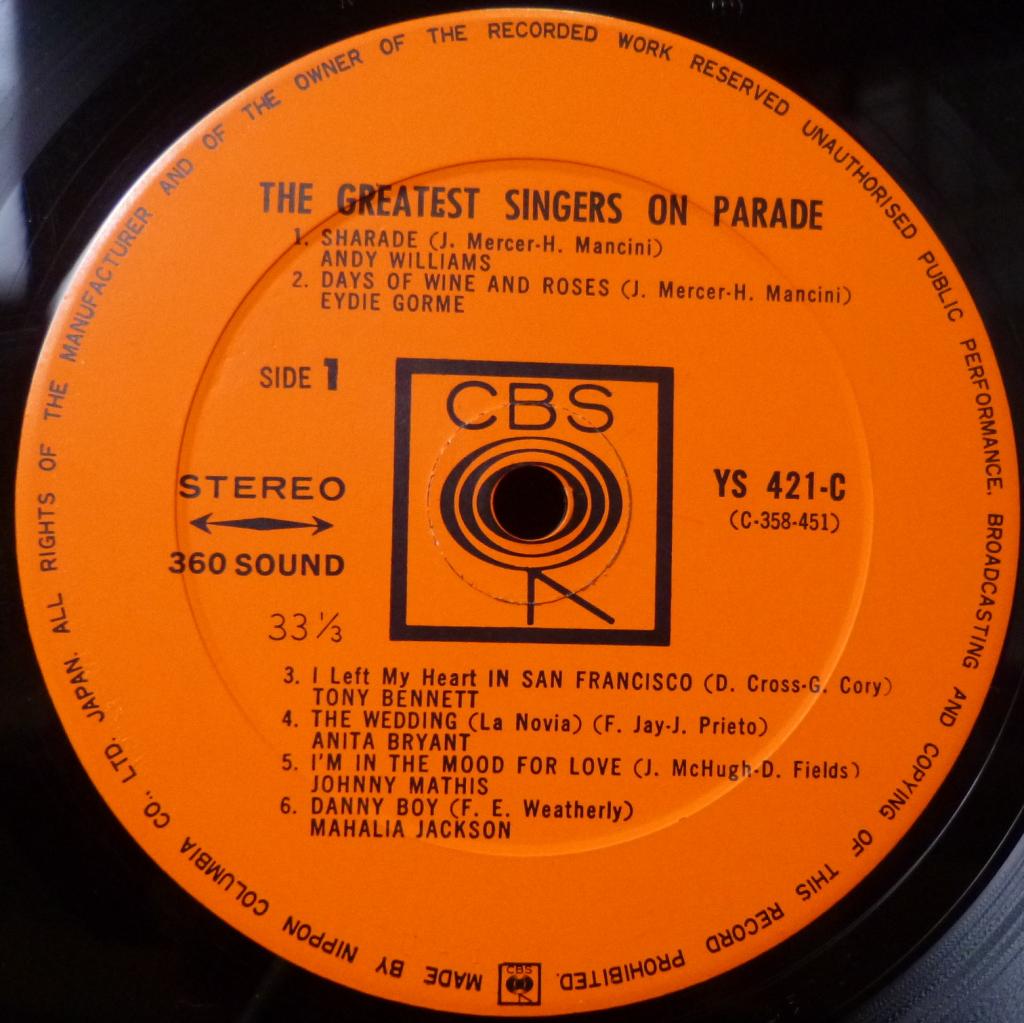 MADE BY NIPPON COLUMBIA CO., LTD. JAPAN. ALL RIGHTS OF THE MANUFACTURER AND OF THE OWNER OF THE RECORDED WORK RESERVED UNAUTHORISED PUBLIC PERFORMANCE. BROADCASTING AND COPYING OF THIS RECORD PROHIBITED.
THE GREATEST SINGERS ON PARADE
1. SHARADE (J. Mercer-H. Mancini)
ANDY WILLIAMS
2. DAYS OF WINE AND ROSES (J. Mercer-H. Mancini)
EYDIE GORME
SIDE 1
CBS
STEREO
360 SOUND
33 1/3
YS 421-C
(C-358-451)
3. I Left My Heart IN SAN FRANCISCO (D. Cross-G. Cory)
TONY BENNETT
4. THE WEDDING (La Novia) (F. Jay-J. Prieto)
ANITA BRYANT
5. I'M IN THE MOOD FOR LOVE (J. McHugh-D. Fields)
JOHNNY MATHIS
6. DANNY BOY (F. E. Weatherly)
MAHALIA JACKSON
CBS